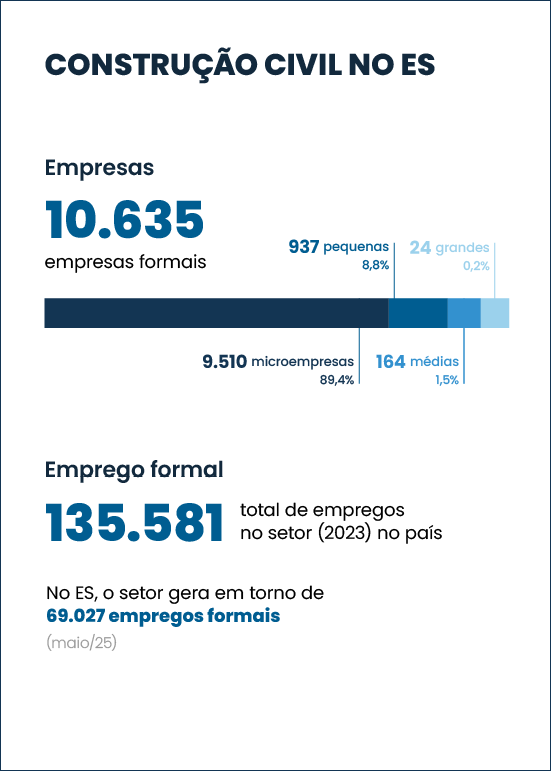 CONSTRUÇÃO CIVIL NO ES
Empresas
10.635
empresas formais
937 pequenas
8,8%
24 grandes
0,2%
9.510 microempresas
89,4%
164 médias
1,5%
Emprego formal
135.581
total de empregos
no setor (2023) no país
No ES, o setor gera em torno de
69.027 empregos formais
(maio/25)